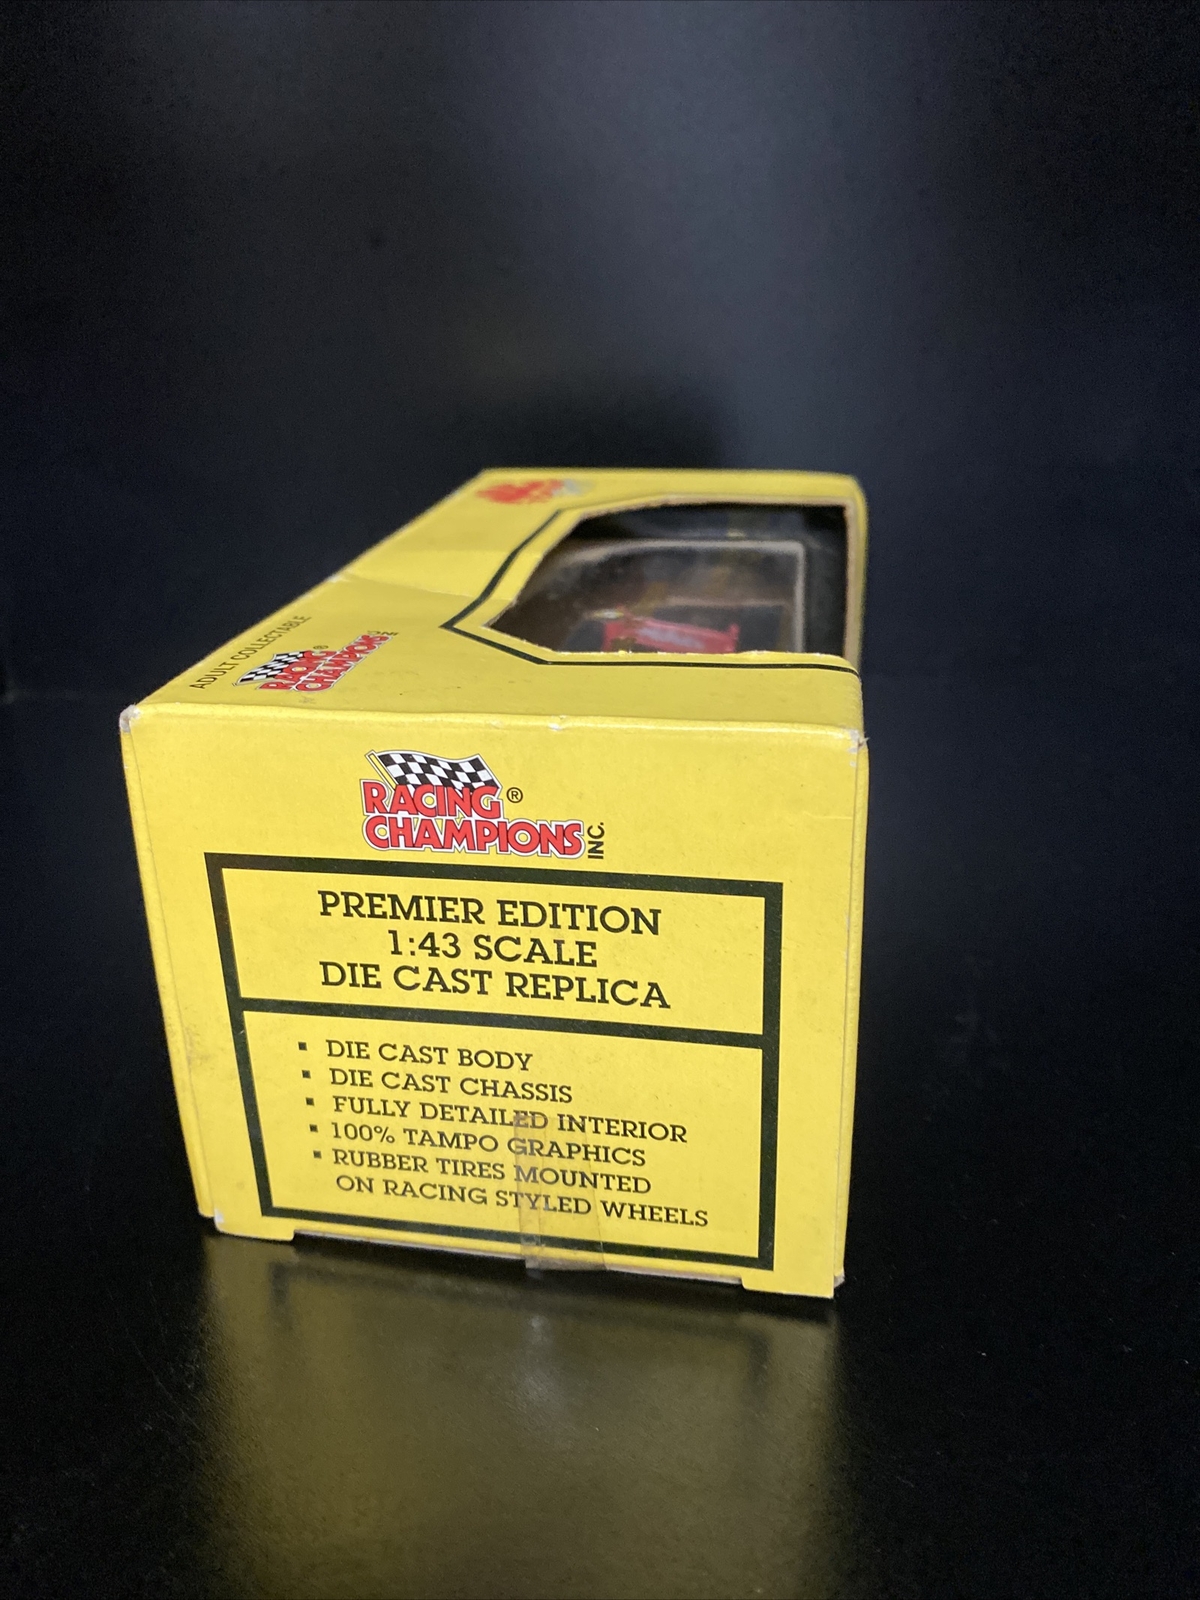 ADULT COLLECTABLE
RACING ®
CHAMPIONS INC.
RACING ®
CHAMPIONS INC.
PREMIER EDITION
1:43 SCALE
DIE CAST REPLICA
▪ DIE CAST BODY
▪ DIE CAST CHASSIS
▪ FULLY DETAILED INTERIOR
▪ 100% TAMPO GRAPHICS
▪ RUBBER TIRES MOUNTED
ON RACING STYLED WHEELS